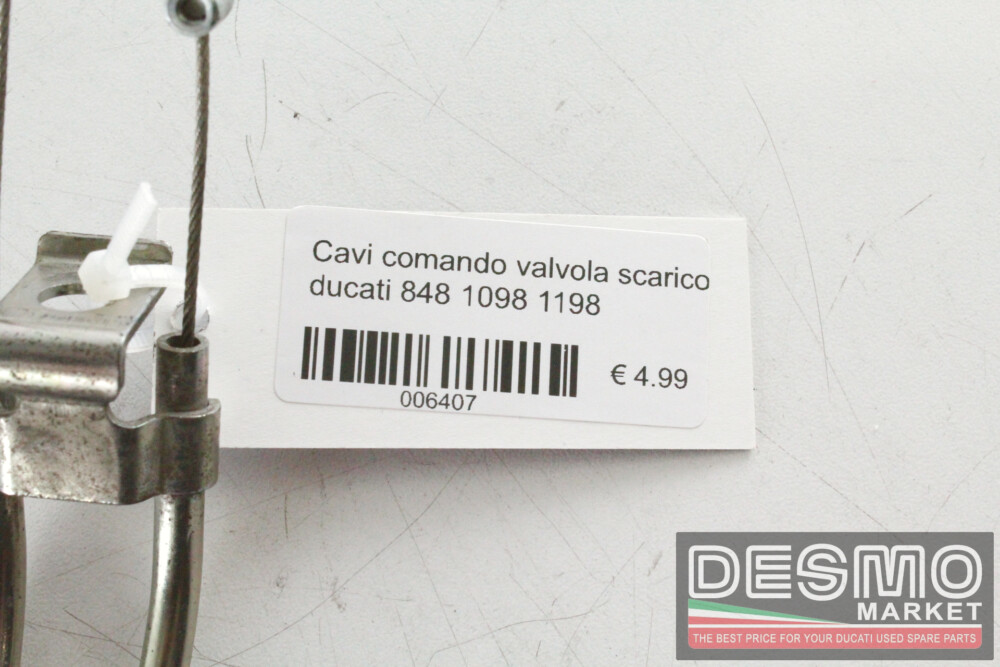 Cavi comando valvola scarico
ducati 848 1098 1198
€ 4.99
006407
DESMO
MARKET
THE BEST PRICE FOR YOUR DUCATI USED SPARE PARTS